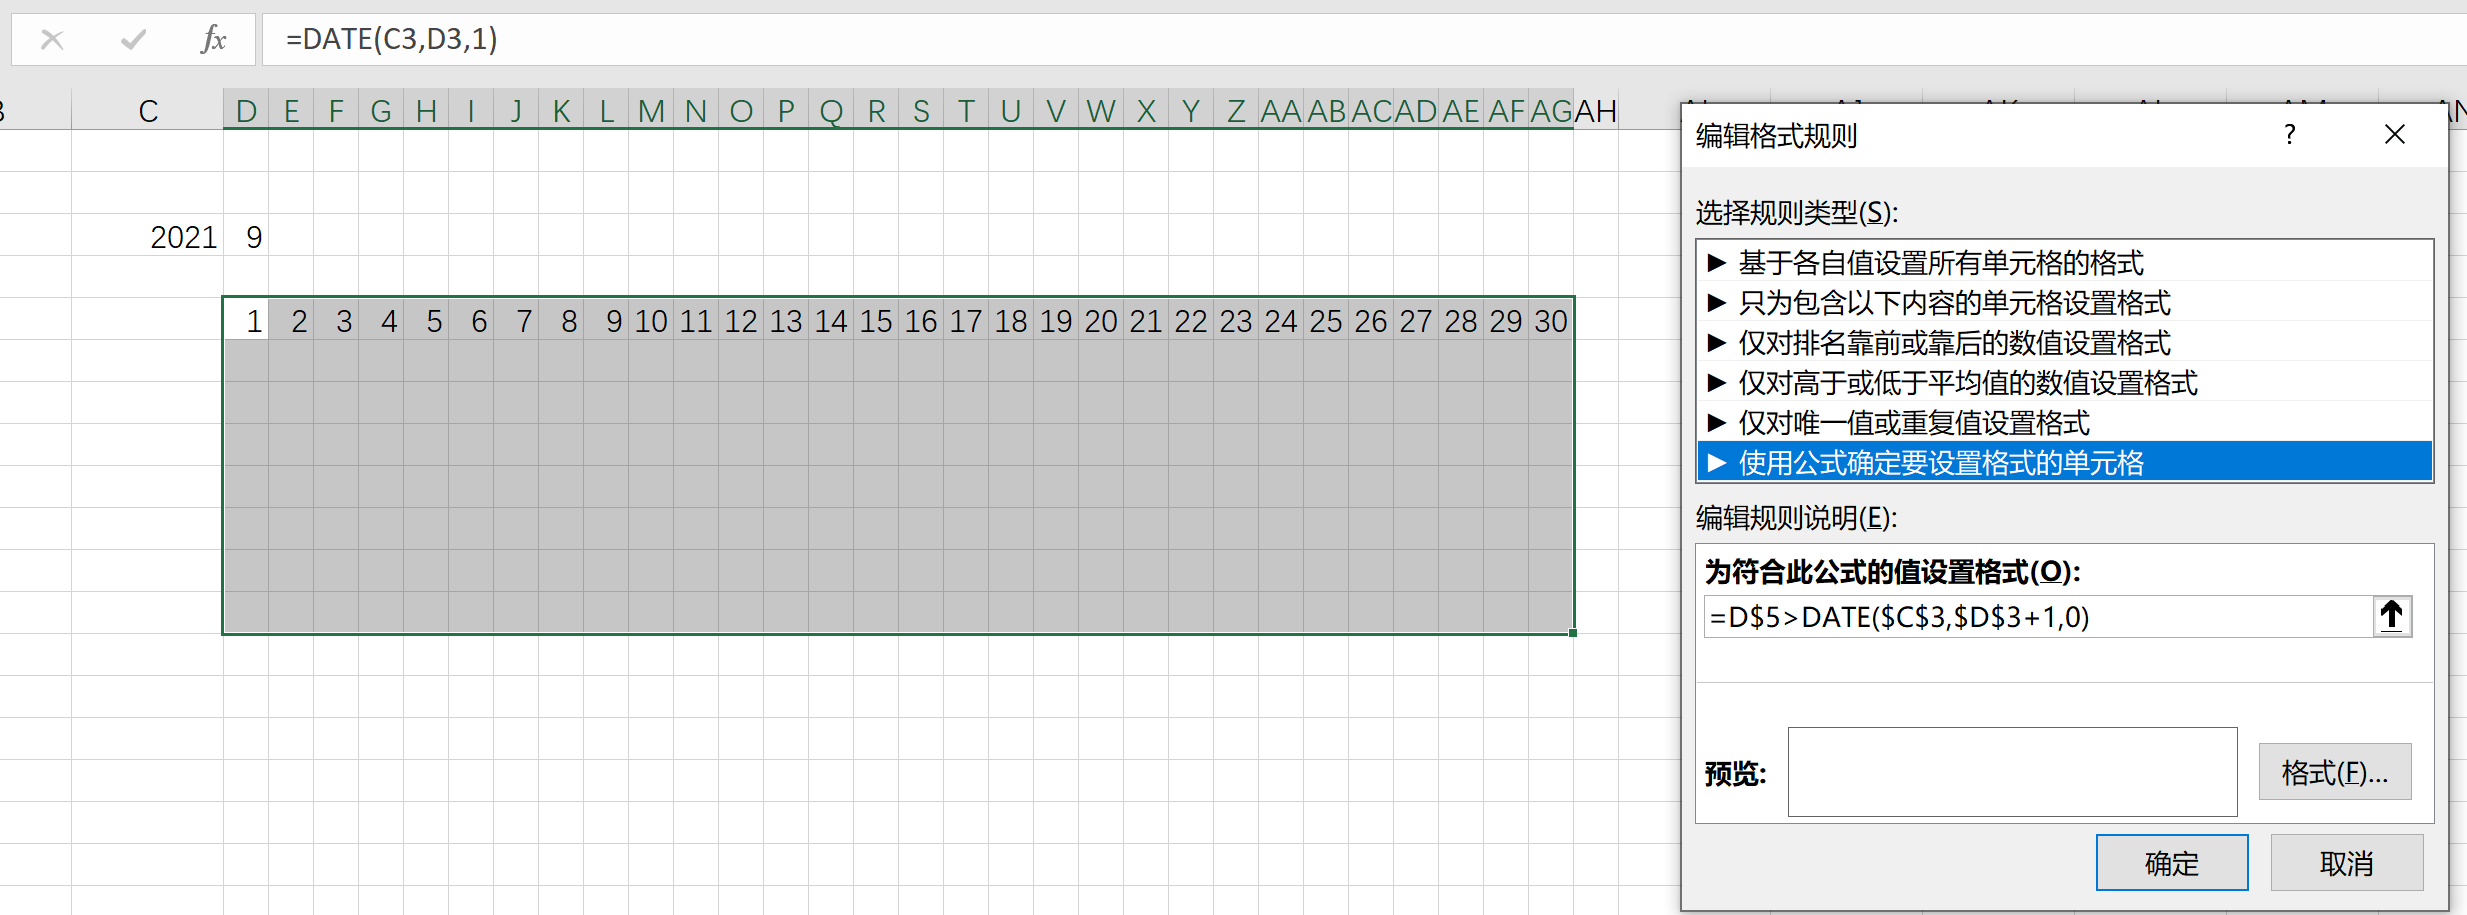 fx =DATE(C3,D3,1)
C D E F G H I J K L M N O P Q R S T U V W X Y Z AA AB AC AD AE AF AG AH
2021 9
1 2 3 4 5 6 7 8 9 10 11 12 13 14 15 16 17 18 19 20 21 22 23 24 25 26 27 28 29 30
编辑格式规则 ? ×
选择规则类型(S):
► 基于各自值设置所有单元格的格式
► 只为包含以下内容的单元格设置格式
► 仅对排名靠前或靠后的数值设置格式
► 仅对高于或低于平均值的数值设置格式
► 仅对唯一值或重复值设置格式
► 使用公式确定要设置格式的单元格
编辑规则说明(E):
为符合此公式的值设置格式(O):
=D$5>DATE($C$3,$D$3+1,0)
预览:
格式(F)...
确定 取消